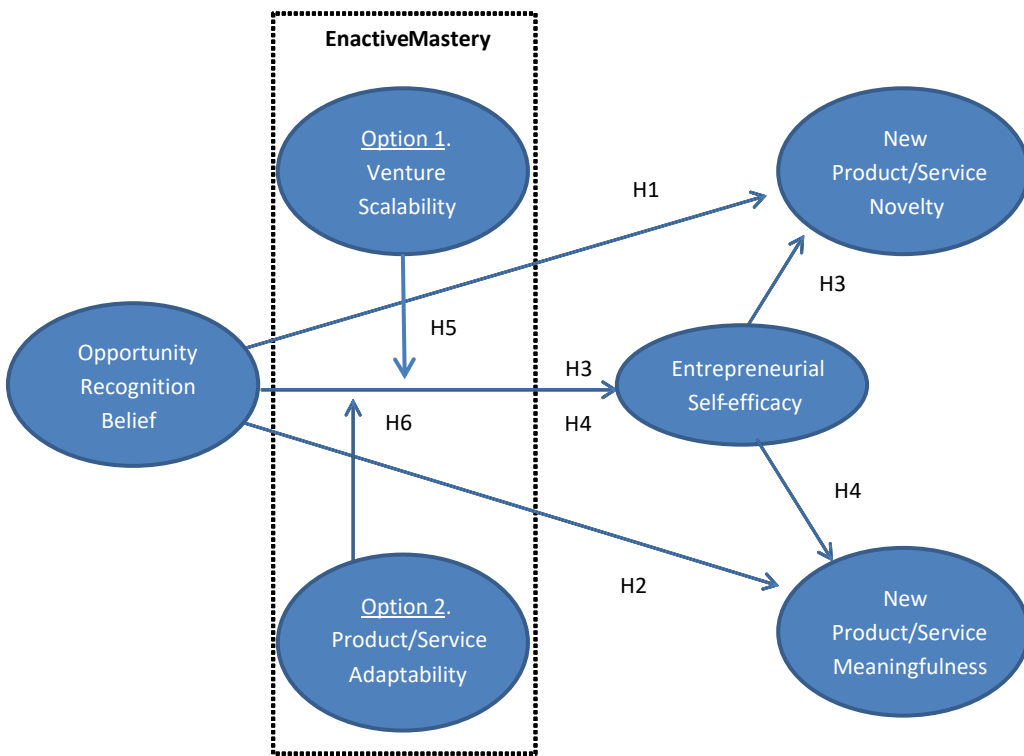 EnactiveMastery
Option 1.
Venture
Scalability
New
Product/Service
Novelty
H1
H3
H5
Opportunity
Recognition
Belief
H3
Entrepreneurial
Self-efficacy
H6
H4
H4
H2
Option 2.
Product/Service
Adaptability
New
Product/Service
Meaningfulness